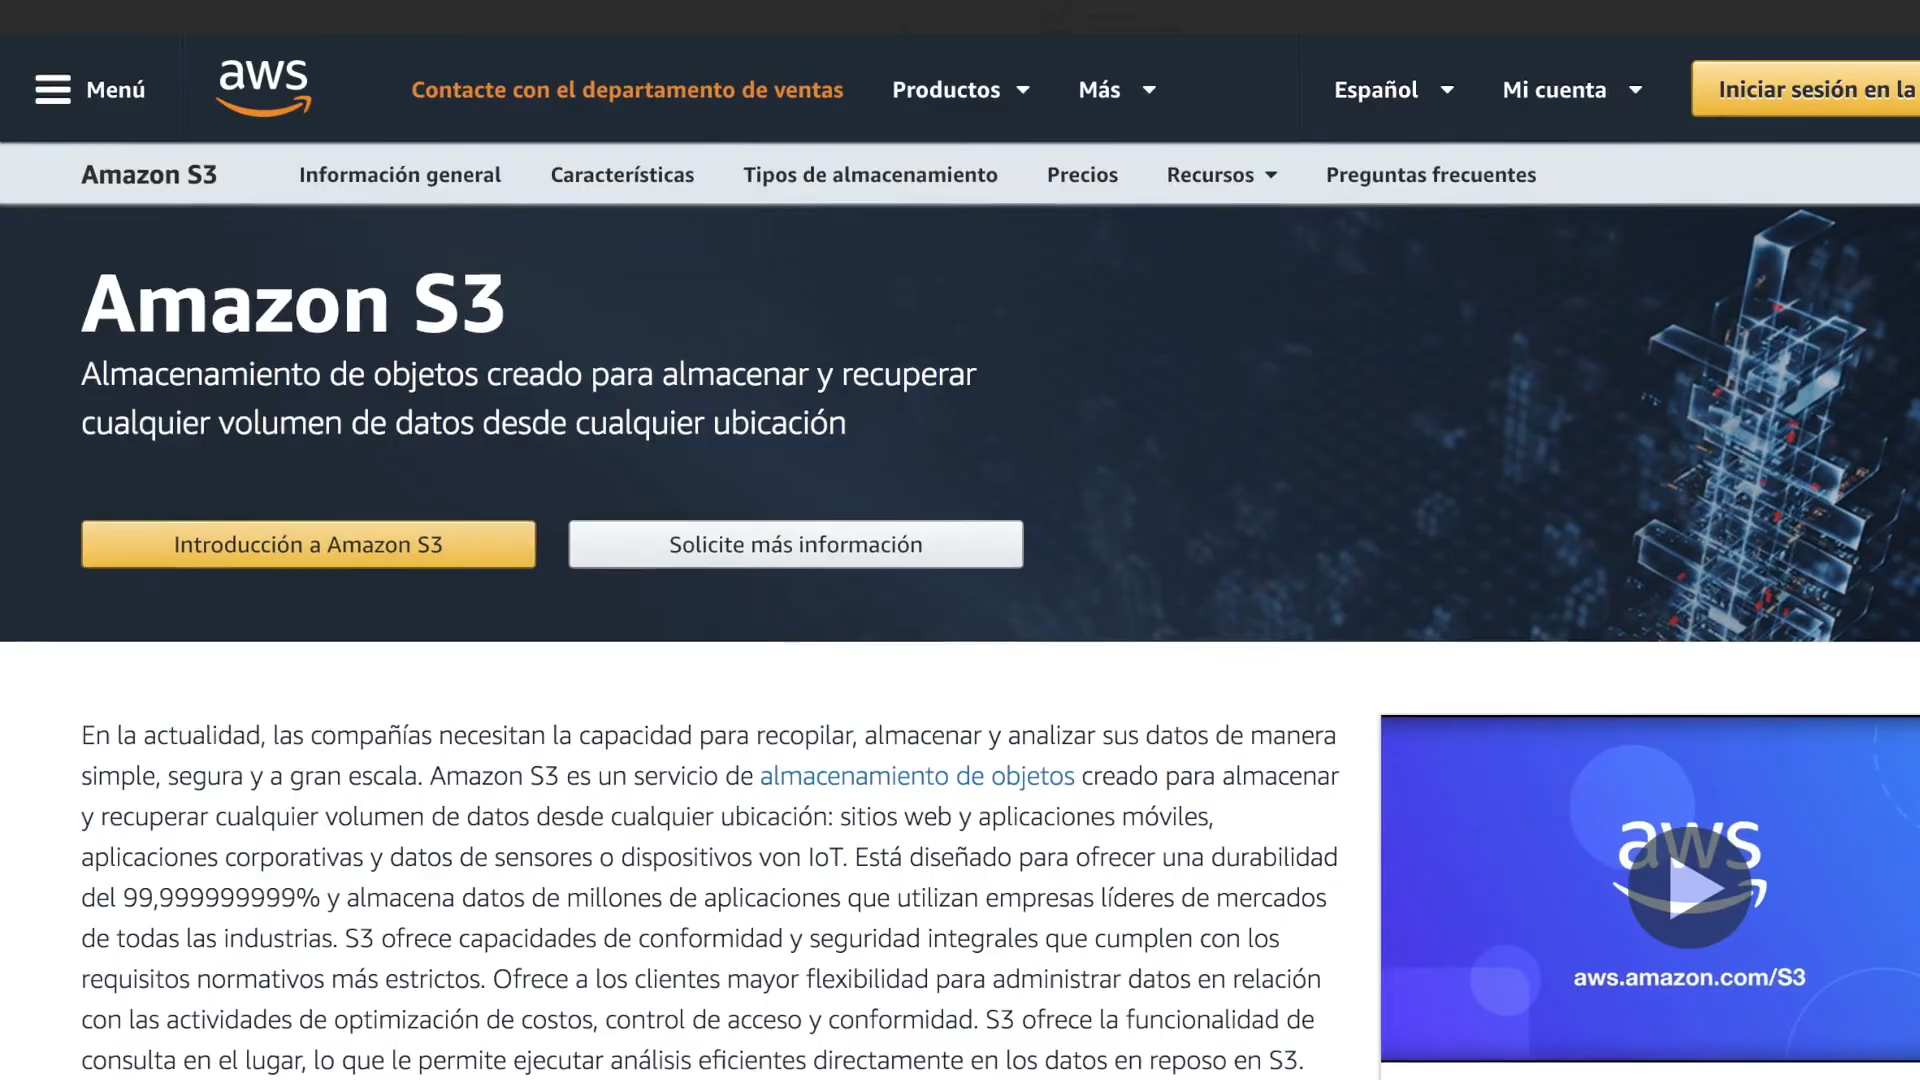 Menú
aws
Contacte con el departamento de ventas
Productos
Más
Español
Mi cuenta
Iniciar sesión en la
Amazon S3
Información general
Características
Tipos de almacenamiento
Precios
Recursos
Preguntas frecuentes
Amazon S3
Almacenamiento de objetos creado para almacenar y recuperar
cualquier volumen de datos desde cualquier ubicación
Introducción a Amazon S3
Solicite más información
En la actualidad, las compañías necesitan la capacidad para recopilar, almacenar y analizar sus datos de manera
simple, segura y a gran escala. Amazon S3 es un servicio de almacenamiento de objetos creado para almacenar
y recuperar cualquier volumen de datos desde cualquier ubicación: sitios web y aplicaciones móviles,
aplicaciones corporativas y datos de sensores o dispositivos von IoT. Está diseñado para ofrecer una durabilidad
del 99,999999999% y almacena datos de millones de aplicaciones que utilizan empresas líderes de mercados
de todas las industrias. S3 ofrece capacidades de conformidad y seguridad integrales que cumplen con los
requisitos normativos más estrictos. Ofrece a los clientes mayor flexibilidad para administrar datos en relación
con las actividades de optimización de costos, control de acceso y conformidad. S3 ofrece la funcionalidad de
consulta en el lugar, lo que le permite ejecutar análisis eficientes directamente en los datos en reposo en S3.
aws
aws.amazon.com/S3